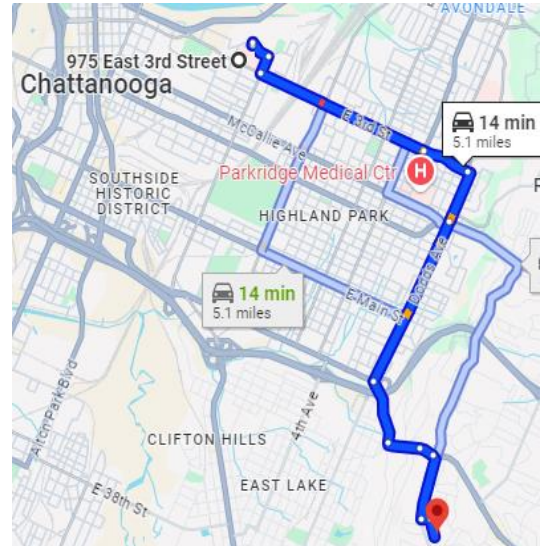 AVONDALE
975 East 3rd Street
Chattanooga
E 3rd St
14 min
5.1 miles
McCallie Ave
Parkridge Medical Ctr
H
SOUTHSIDE
HISTORIC
DISTRICT
HIGHLAND PARK
Dodds Ave
14 min
5.1 miles
E Main St
Alton Park Blvd
4th Ave
CLIFTON HILLS
EAST LAKE
E 38th St